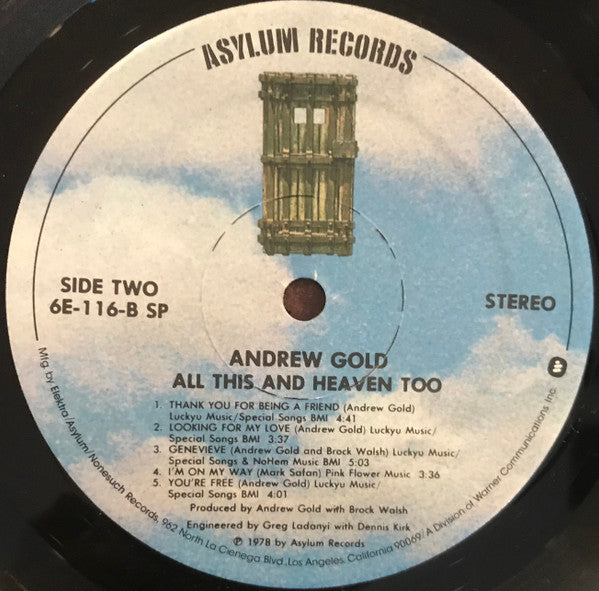 ASYLUM RECORDS
SIDE TWO
6E-116-B SP
STEREO
ANDREW GOLD
ALL THIS AND HEAVEN TOO
1. THANK YOU FOR BEING A FRIEND (Andrew Gold)
Luckyu Music/Special Songs BMI 4:41
2. LOOKING FOR MY LOVE (Andrew Gold) Luckyu Music/
Special Songs BMI 3:37
3. GENEVIEVE (Andrew Gold and Brock Walsh) Luckyu Music/
Special Songs & NoHem Music BMI 5:03
4. I'M ON MY WAY (Mark Safan) Pink Flower Music 3:36
5. YOU'RE FREE (Andrew Gold) Luckyu Music/
Special Songs BMI 4:01
Produced by Andrew Gold with Brock Walsh
Engineered by Greg Ladanyi with Dennis Kirk
℗ 1978 by Asylum Records
Mfg. by Elektra/Asylum/Nonesuch Records, 962 North La Cienega Blvd., Los Angeles, California 90069/A Division of Warner Communications Inc.